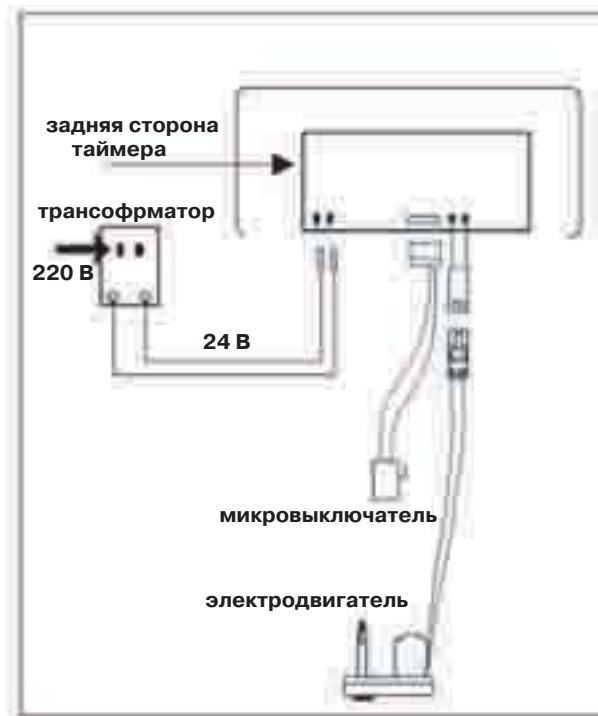 задняя сторона
таймера
трансофрматор
220 В
24 В
микровыключатель
электродвигатель